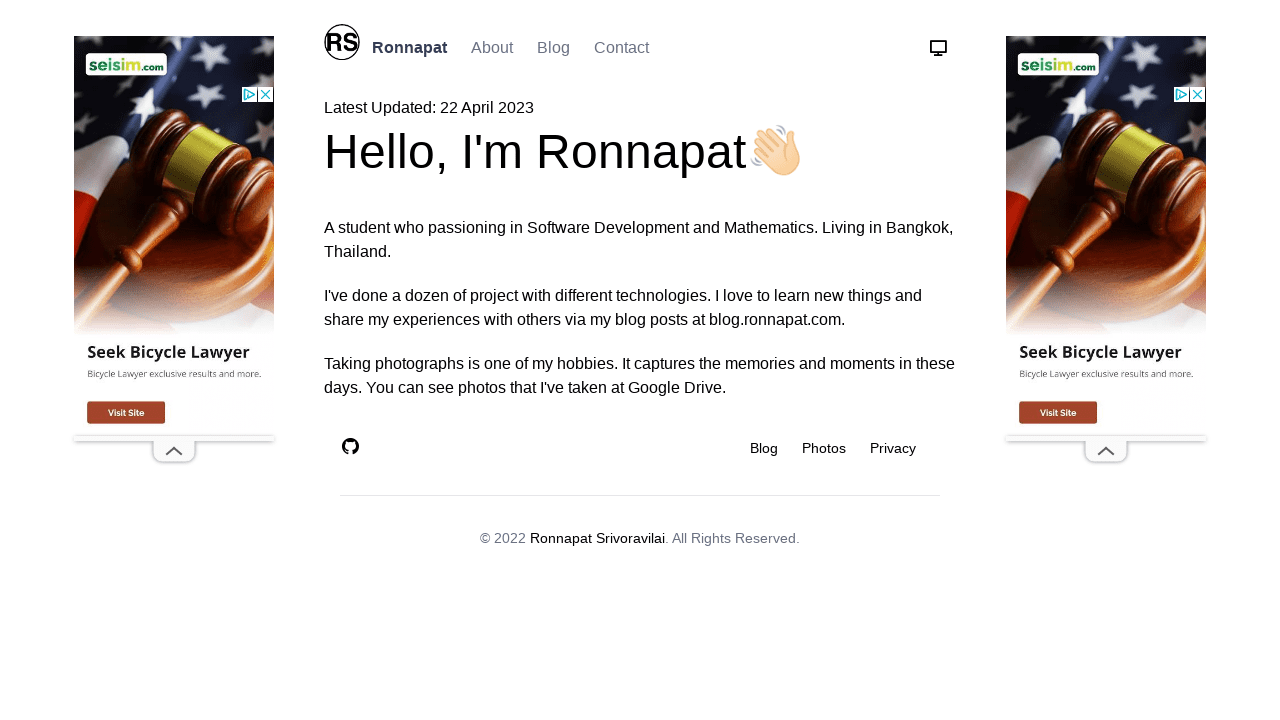 RS Ronnapat About Blog Contact
Latest Updated: 22 April 2023
Hello, I'm Ronnapat👋🏻
A student who passioning in Software Development and Mathematics. Living in Bangkok,
Thailand.
I've done a dozen of project with different technologies. I love to learn new things and
share my experiences with others via my blog posts at blog.ronnapat.com.
Taking photographs is one of my hobbies. It captures the memories and moments in these
days. You can see photos that I've taken at Google Drive.
Blog Photos Privacy
© 2022 Ronnapat Srivoravilai. All Rights Reserved.
seisim.com
Seek Bicycle Lawyer
Bicycle Lawyer exclusive results and more.
Visit Site
seisim.com
Seek Bicycle Lawyer
Bicycle Lawyer exclusive results and more.
Visit Site